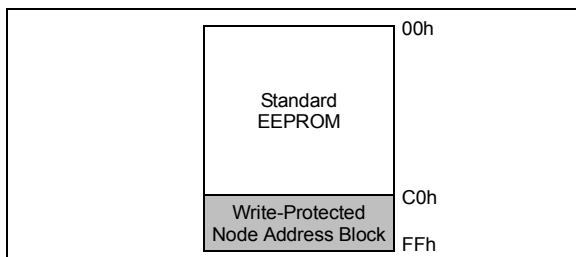 00h
Standard
EEPROM
C0h
Write-Protected
Node Address Block
FFh